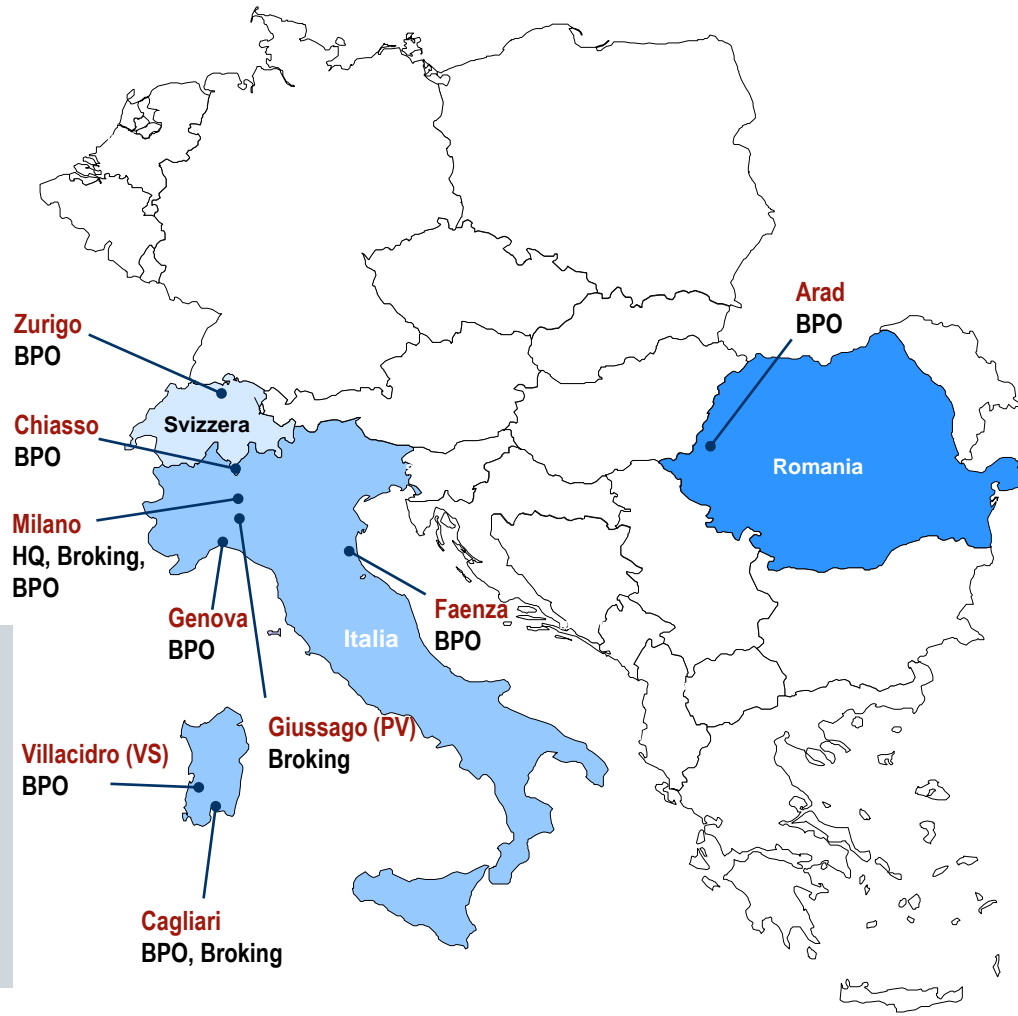 Arad
BPO
Zurigo
BPO
Svizzera
Chiasso
BPO
Romania
Milano
HQ, Broking,
BPO
Genova
BPO
Faenza
BPO
Italia
Giussago (PV)
Broking
Villacidro (VS)
BPO
Cagliari
BPO, Broking